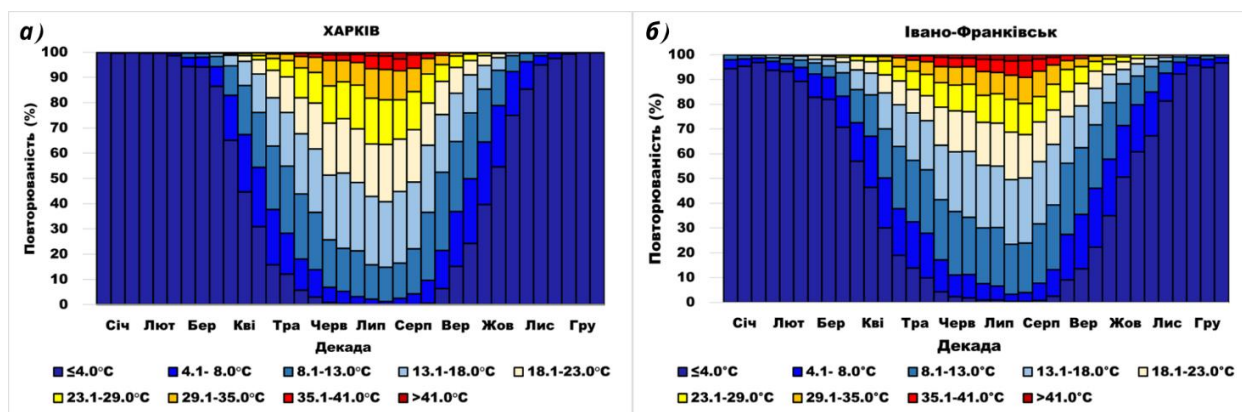 а)
ХАРКІВ
Повторюваність (%)
100
90
80
70
60
50
40
30
20
10
0
Січ Лют Бер Кві Тра Черв Лип Серп Вер Жов Лис Гру
Декада
≤4.0°C 4.1- 8.0°C 8.1-13.0°C 13.1-18.0°C 18.1-23.0°C
23.1-29.0°C 29.1-35.0°C 35.1-41.0°C >41.0°C
б)
Івано-Франківськ
Повторюваність (%)
100
90
80
70
60
50
40
30
20
10
0
Січ Лют Бер Кві Тра Черв Лип Серп Вер Жов Лис Гру
Декада
≤4.0°C 4.1- 8.0°C 8.1-13.0°C 13.1-18.0°C 18.1-23.0°C
23.1-29.0°C 29.1-35.0°C 35.1-41.0°C >41.0°C